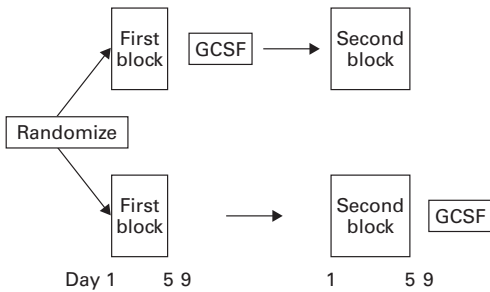 First
block
GCSF
Second
block
Randomize
First
block
Second
block
GCSF
Day 1 5 9 1 5 9